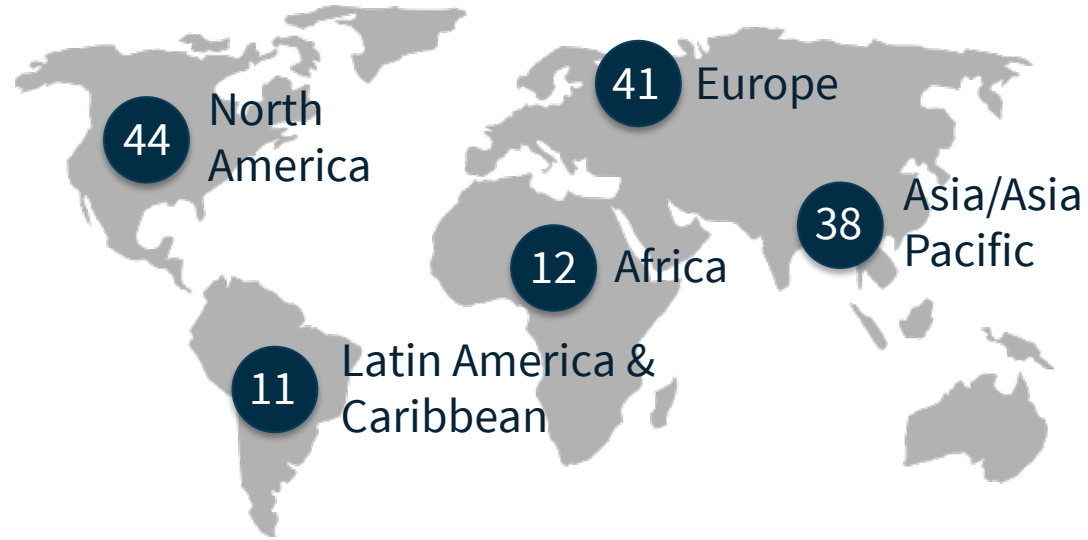 44
North
America
41
Europe
38
Asia/Asia
Pacific
12
Africa
11
Latin America &
Caribbean